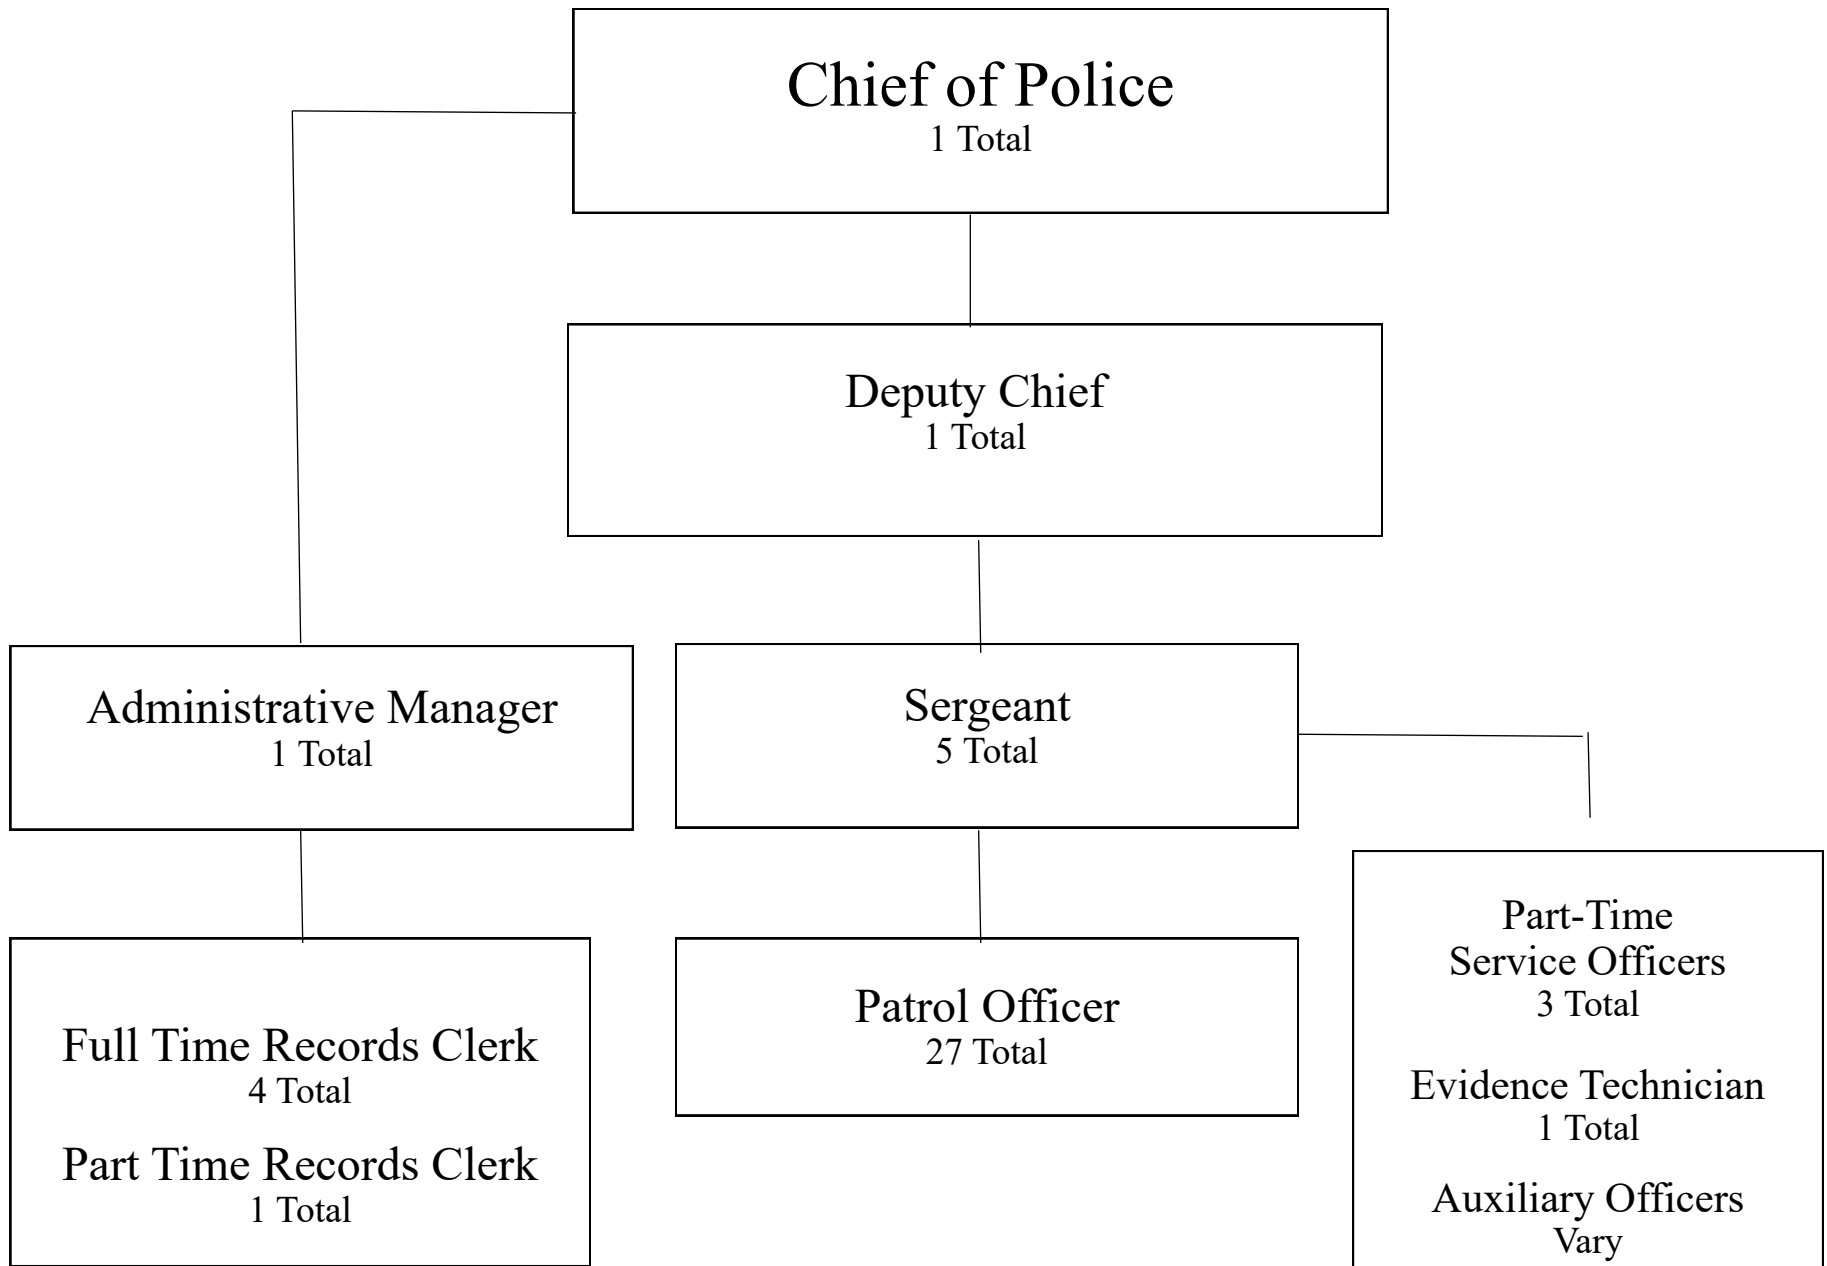 Chief of Police
1 Total
Deputy Chief
1 Total
Administrative Manager
1 Total
Sergeant
5 Total
Full Time Records Clerk
4 Total
Part Time Records Clerk
1 Total
Patrol Officer
27 Total
Part-Time
Service Officers
3 Total
Evidence Technician
1 Total
Auxiliary Officers
Vary